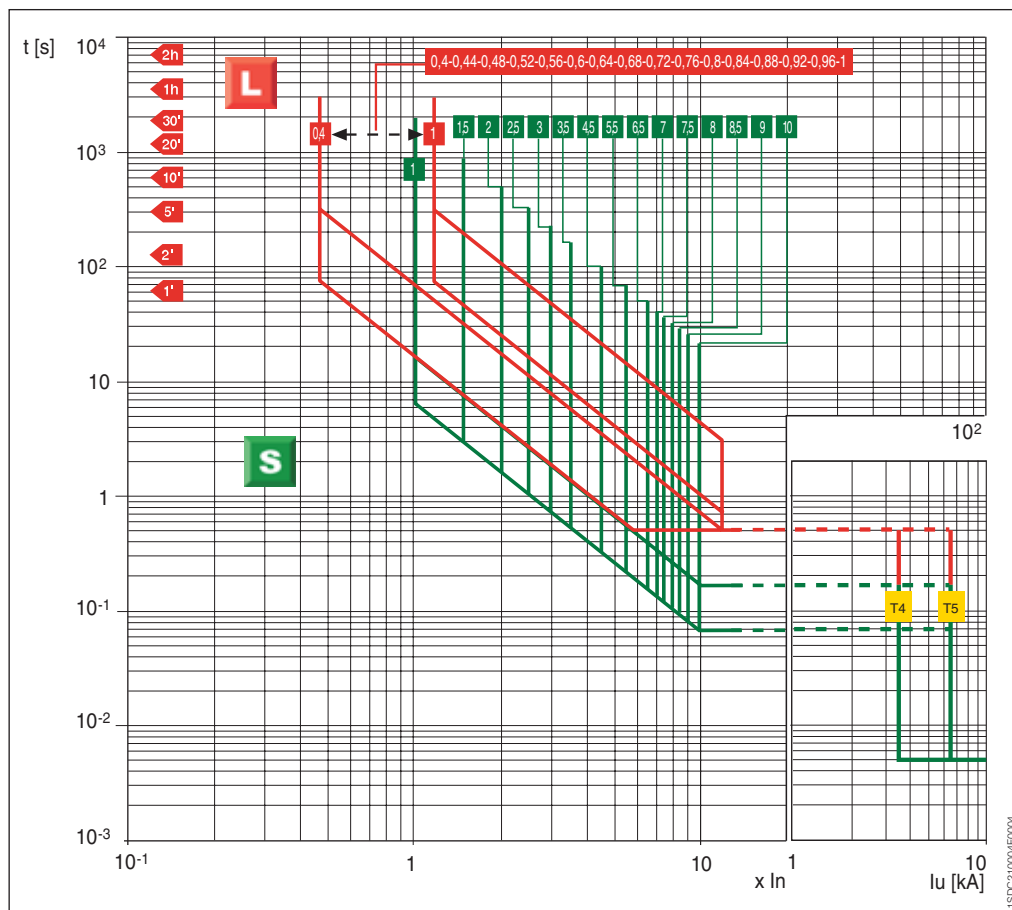 t [s]
10⁴
2h
0,4-0,44-0,48-0,52-0,56-0,6-0,64-0,68-0,72-0,76-0,8-0,84-0,88-0,92-0,96-1
L
1h
30'
0,4
1
1,5 2 2,5 3 3,5 4,5 5,5 6,5 7 7,5 8 8,5 9 10
20'
10³
1
10'
5'
2'
10²
1'
10
10²
S
1
10⁻¹
T4 T5
10⁻²
10⁻³
10⁻¹ 1 10 1 10
x In Iu [kA]
1SDC210004F0004